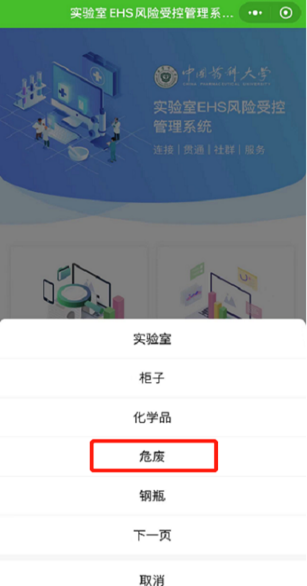 实验室EHS风险受控管理系...
中国药科大学
实验室EHS风险受控
管理系统
连接|贯通|社群|服务
实验室
柜子
化学品
危废
钢瓶
下一页
取消